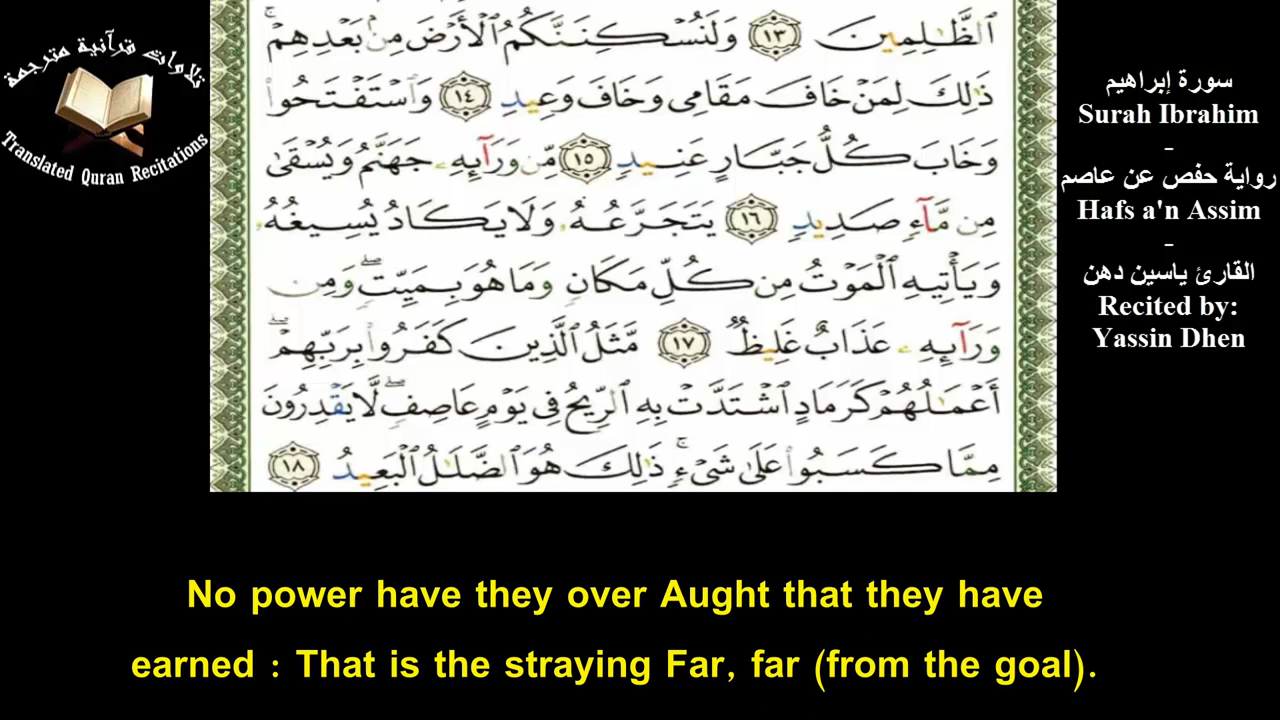 تلاوات قرآنية مترجمة
Translated Quran Recitations
ٱلظَّـٰلِمِينَ ١٣ وَلَنُسْكِنَنَّكُمُ ٱلْأَرْضَ مِنۢ بَعْدِهِمْ ۚ
ذَٰلِكَ لِمَنْ خَافَ مَقَامِى وَخَافَ وَعِيدِ ١٤ وَٱسْتَفْتَحُوا۟
وَخَابَ كُلُّ جَبَّارٍ عَنِيدٍ ١٥ مِّن وَرَآئِهِۦ جَهَنَّمُ وَيُسْقَىٰ
مِن مَّآءٍ صَدِيدٍ ١٦ يَتَجَرَّعُهُۥ وَلَا يَكَادُ يُسِيغُهُۥ
وَيَأْتِيهِ ٱلْمَوْتُ مِن كُلِّ مَكَانٍ وَمَا هُوَ بِمَيِّتٍ ۖ وَمِن
وَرَآئِهِۦ عَذَابٌ غَلِيظٌ ١٧ مَّثَلُ ٱلَّذِينَ كَفَرُوا۟ بِرَبِّهِمْ ۖ
أَعْمَـٰلُهُمْ كَرَمَادٍ ٱشْتَدَّتْ بِهِ ٱلرِّيحُ فِى يَوْمٍ عَاصِفٍ ۖ لَّا يَقْدِرُونَ
مِمَّا كَسَبُوا۟ عَلَىٰ شَىْءٍ ۚ ذَٰلِكَ هُوَ ٱلضَّلَـٰلُ ٱلْبَعِيدُ ١٨
سورة إبراهيم
Surah Ibrahim
-
رواية حفص عن عاصم
Hafs a'n Assim
-
القارئ ياسين دهن
Recited by:
Yassin Dhen
No power have they over Aught that they have
earned : That is the straying Far, far (from the goal).